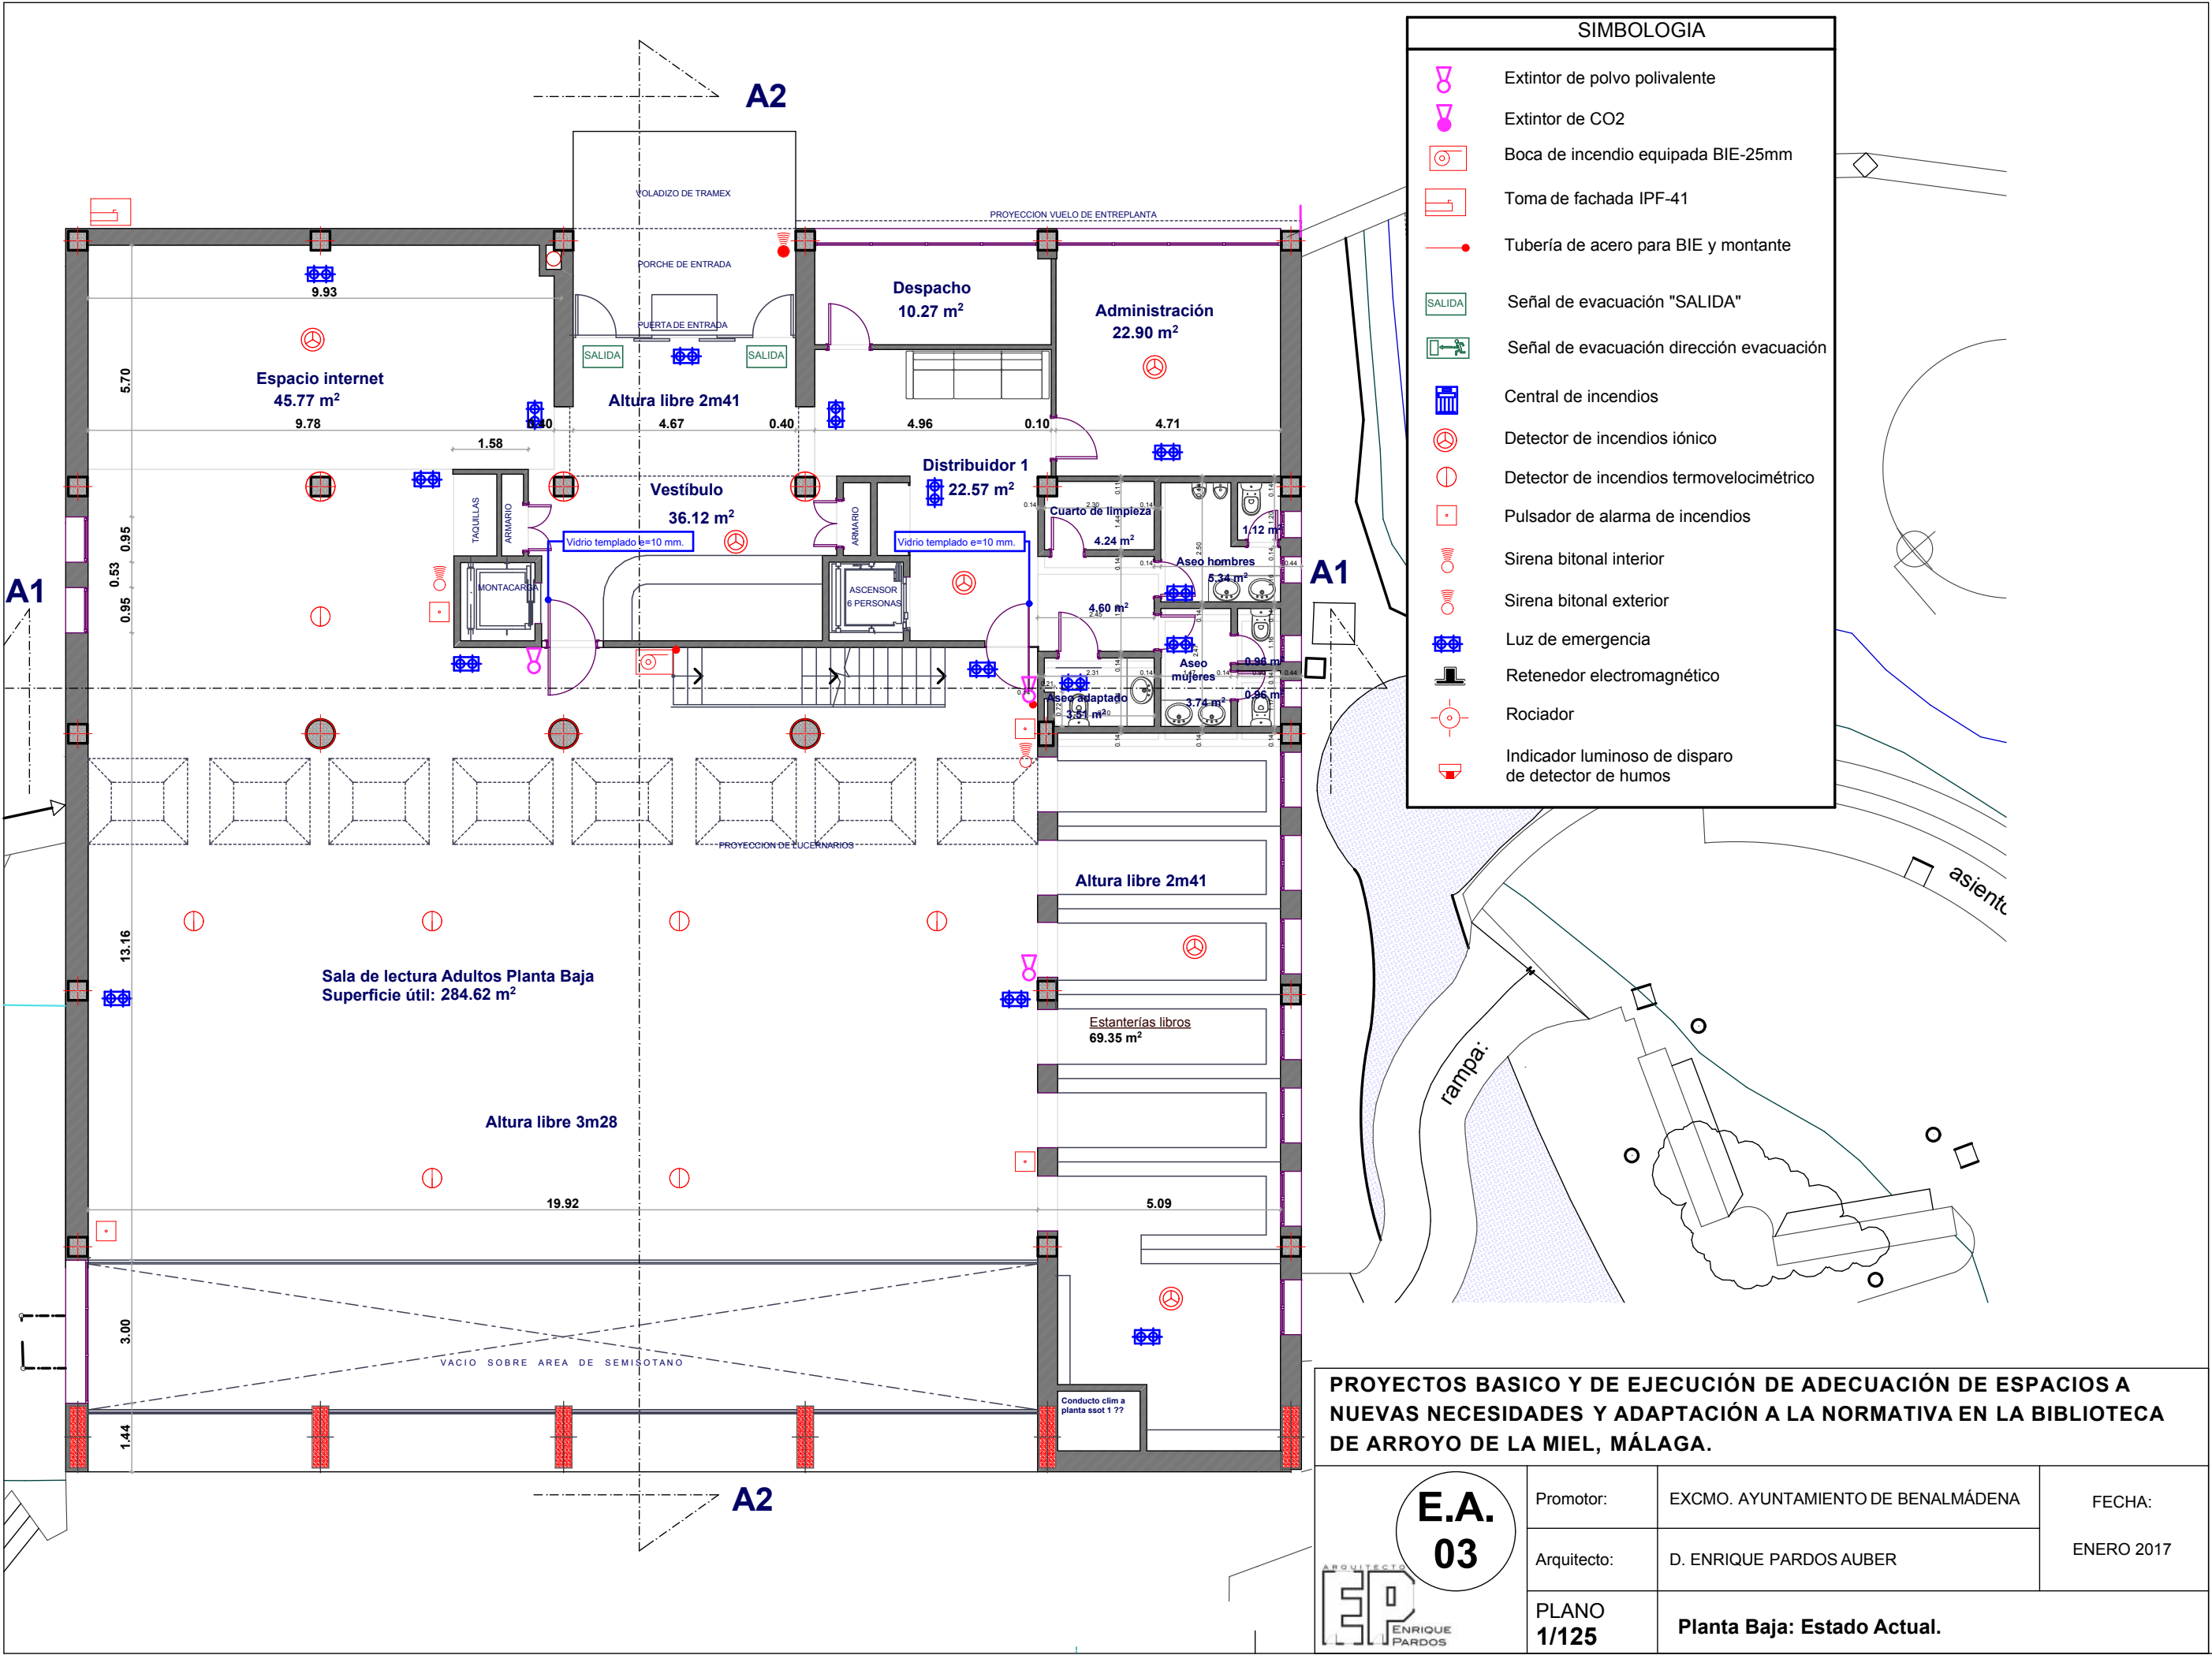 A2
VOLADIZO DE TRAMEX
PROYECCION VUELO DE ENTREPLANTA
PORCHE DE ENTRADA
PUERTA DE ENTRADA
SALIDA
SALIDA
9.93
Despacho
10.27 m²
Administración
22.90 m²
Espacio internet
45.77 m²
5.70
Altura libre 2m41
9.78
4.67
0.40
4.96
0.10
4.71
1.58
Distribuidor 1
22.57 m²
Vestíbulo
36.12 m²
TAQUILLAS
ARMARIO
ARMARIO
Vidrio templado e=10 mm.
Vidrio templado e=10 mm.
Cuarto de limpieza
4.24 m²
1.12 m²
Aseo hombres
5.34 m²
0.95
0.53
0.95
A1
A1
MONTACARGA
ASCENSOR
6 PERSONAS
4.60 m²
Aseo
mujeres
3.74 m²
0.96 m
0.96 m
Aseo adaptado
3.51 m²
PROYECCION DE LUCERNARIOS
Altura libre 2m41
13.16
Sala de lectura Adultos Planta Baja
Superficie útil: 284.62 m²
Estanterías libros
69.35 m²
Altura libre 3m28
19.92
5.09
3.00
VACIO SOBRE AREA DE SEMISOTANO
1.44
Conducto clim a
planta ssot 1 ??
A2
rampa:
asiento
SIMBOLOGIA
Extintor de polvo polivalente
Extintor de CO2
Boca de incendio equipada BIE-25mm
Toma de fachada IPF-41
Tubería de acero para BIE y montante
SALIDA
Señal de evacuación "SALIDA"
Señal de evacuación dirección evacuación
Central de incendios
Detector de incendios iónico
Detector de incendios termovelocimétrico
Pulsador de alarma de incendios
Sirena bitonal interior
Sirena bitonal exterior
Luz de emergencia
Retenedor electromagnético
Rociador
Indicador luminoso de disparo
de detector de humos
PROYECTOS BASICO Y DE EJECUCIÓN DE ADECUACIÓN DE ESPACIOS A
NUEVAS NECESIDADES Y ADAPTACIÓN A LA NORMATIVA EN LA BIBLIOTECA
DE ARROYO DE LA MIEL, MÁLAGA.
E.A.
03
ARQUITECTO
EP
ENRIQUE
PARDOS
Promotor:
EXCMO. AYUNTAMIENTO DE BENALMÁDENA
FECHA:
ENERO 2017
Arquitecto:
D. ENRIQUE PARDOS AUBER
PLANO
1/125
Planta Baja: Estado Actual.